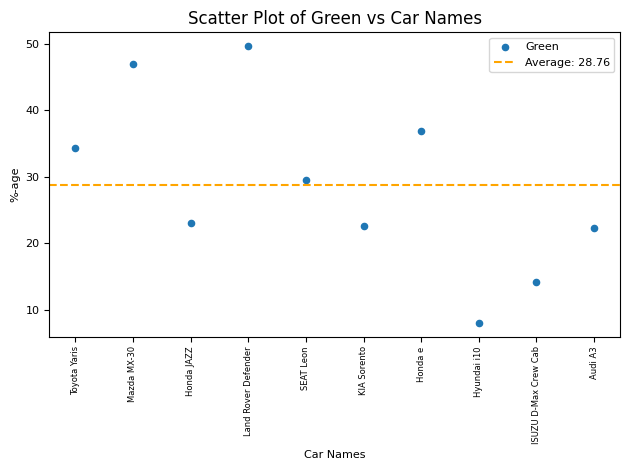 Scatter Plot of Green vs Car Names
50
40
30
20
10
%-age
Green
Average: 28.76
Toyota Yaris
Mazda MX-30
Honda JAZZ
Land Rover Defender
SEAT Leon
KIA Sorento
Honda e
Hyundai i10
ISUZU D-Max Crew Cab
Audi A3
Car Names